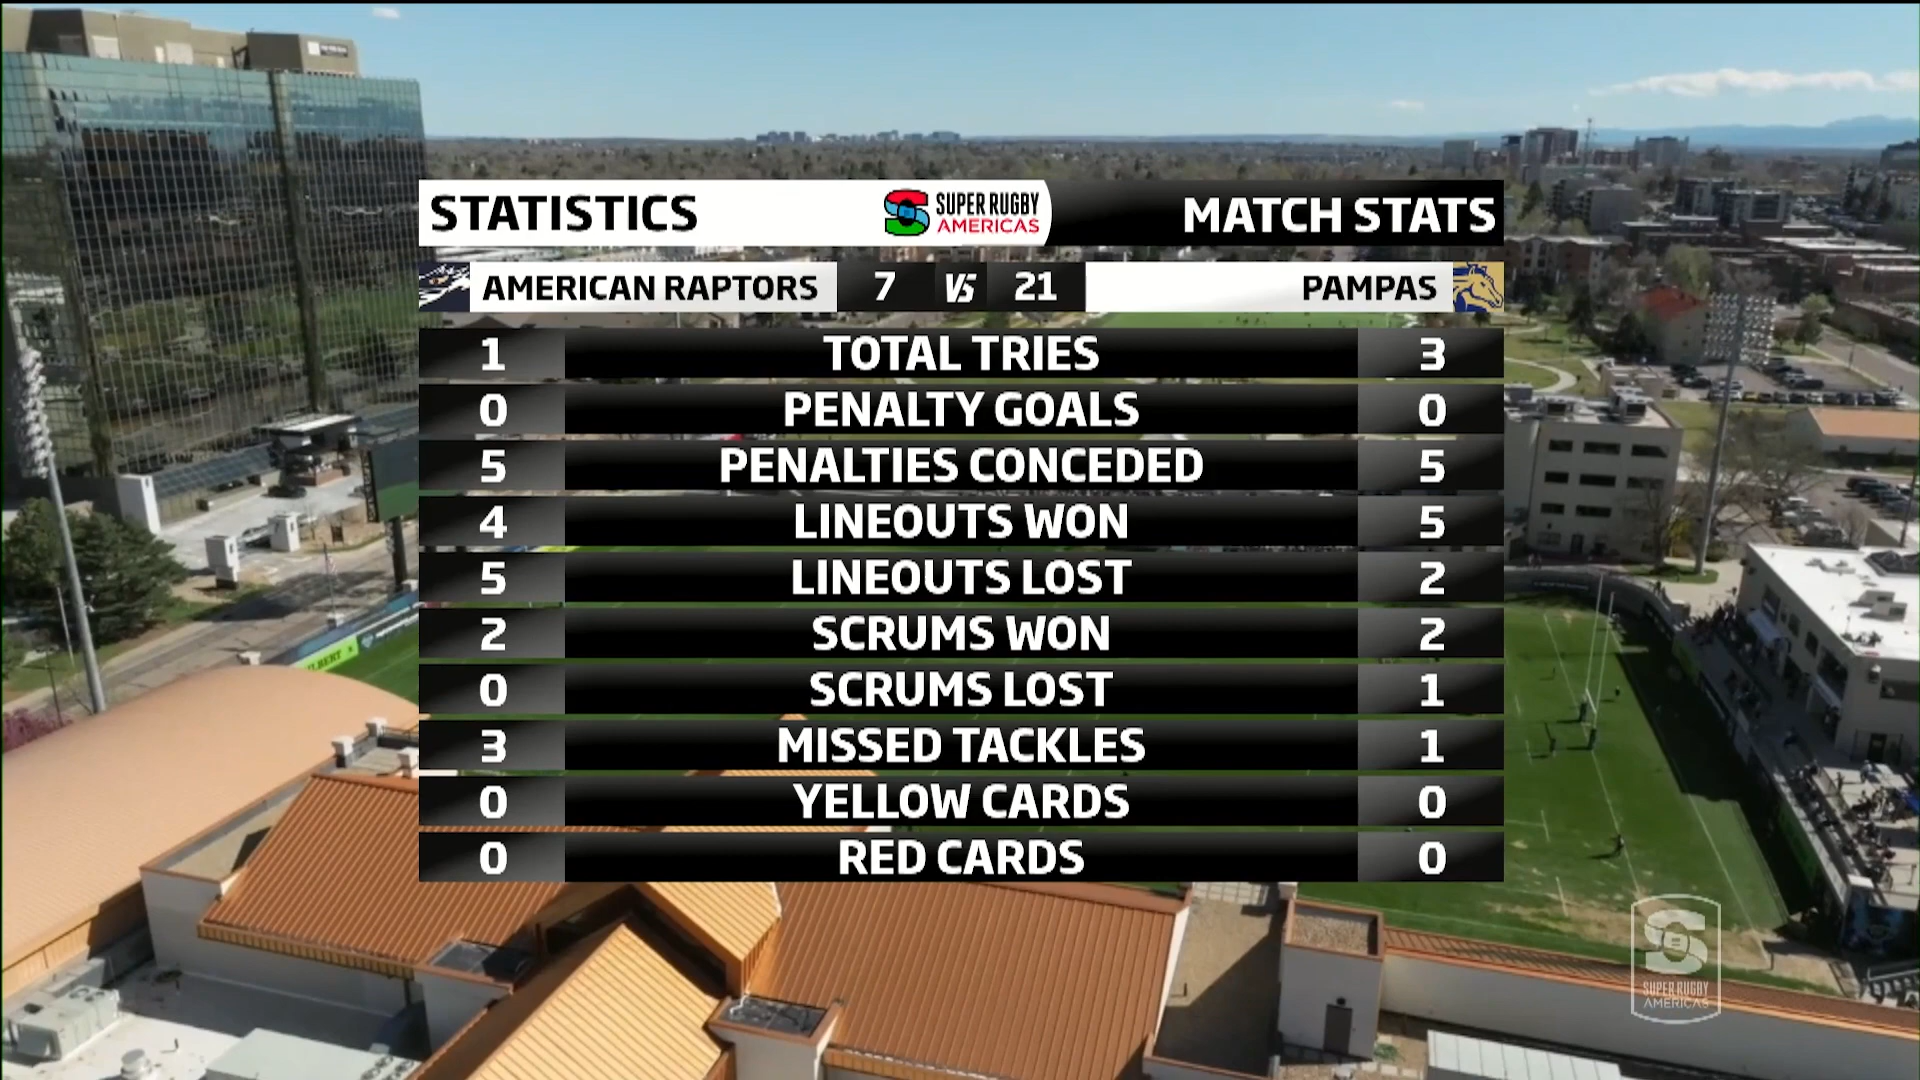 STATISTICS
SUPER RUGBY
AMERICAS
MATCH STATS
AMERICAN RAPTORS 7 VS 21 PAMPAS
1 TOTAL TRIES 3
0 PENALTY GOALS 0
5 PENALTIES CONCEDED 5
4 LINEOUTS WON 5
5 LINEOUTS LOST 2
2 SCRUMS WON 2
0 SCRUMS LOST 1
3 MISSED TACKLES 1
0 YELLOW CARDS 0
0 RED CARDS 0
SUPER RUGBY
AMERICAS